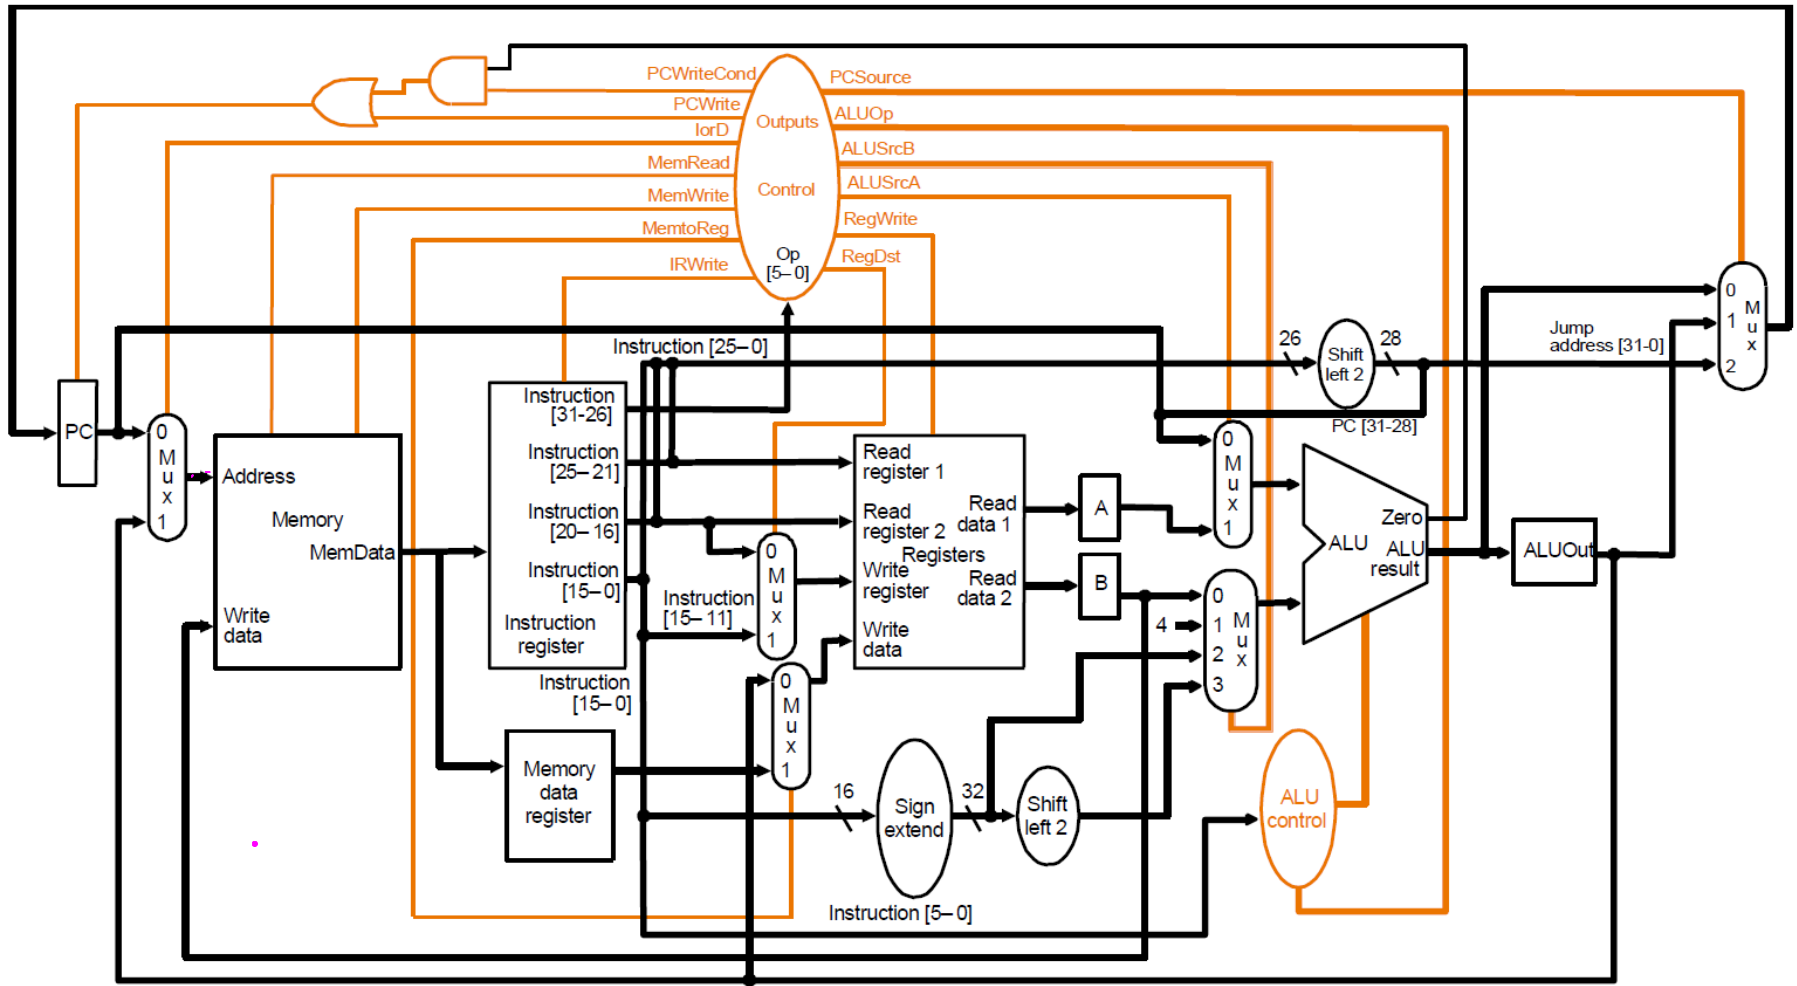 PCWriteCond
PCSource
PCWrite
ALUOp
Outputs
IorD
ALUSrcB
MemRead
ALUSrcA
Control
MemWrite
RegWrite
MemtoReg
RegDst
Op
[5–0]
IRWrite
0
M
u
x
1
2
Jump
address [31-0]
Instruction [25–0]
26
Shift
left 2
28
PC [31-28]
PC
0
M
u
x
1
Address
Memory
MemData
Write
data
Instruction
[31-26]
Instruction
[25–21]
Instruction
[20–16]
Instruction
[15–0]
Instruction
register
Instruction
[15–0]
Instruction
[15–11]
0
M
u
x
1
Read
register 1
Read
register 2
Registers
Write
register
Write
data
Read
data 1
Read
data 2
A
B
0
M
u
x
1
4
0
1
2
3
M
u
x
Zero
ALU
ALU
result
ALUOut
0
M
u
x
1
Memory
data
register
16
Sign
extend
32
Shift
left 2
ALU
control
Instruction [5–0]